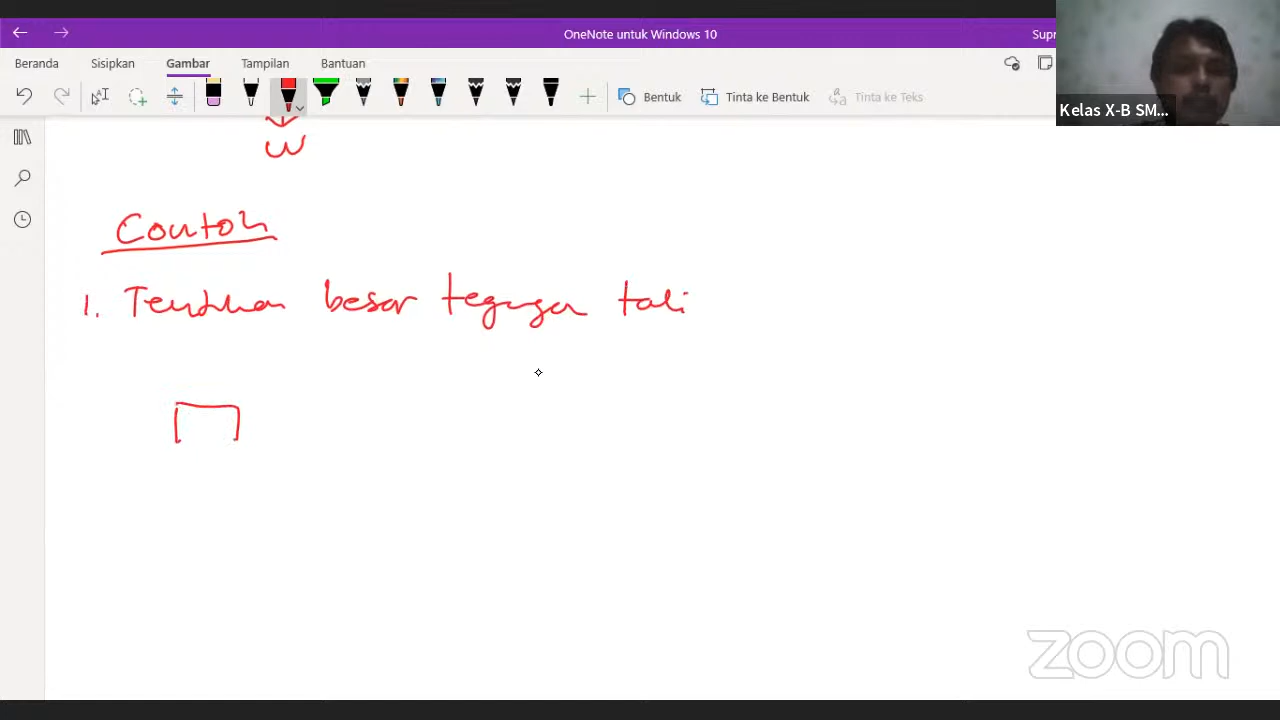 OneNote untuk Windows 10
Supr
Beranda Sisipkan Gambar Tampilan Bantuan
Bentuk Tinta ke Bentuk Tinta ke Teks
Kelas X-B SM...
W
Contoh
1. Tentukan besar tegangan tali
zoom